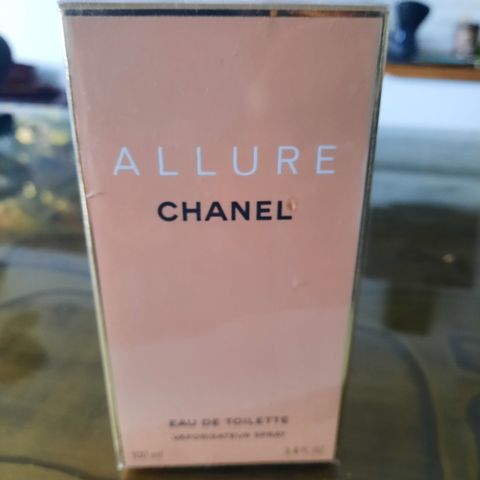 ALLURE
CHANEL
EAU DE TOILETTE
VAPORISATEUR SPRAY
100 ml 3.4 fl. oz